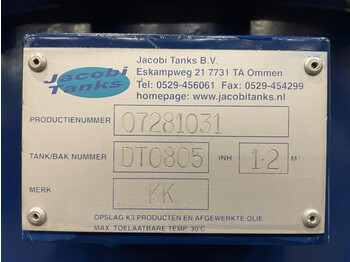 Jacobi Tanks B.V.
Eskampweg 21 7731 TA Ommen
Tel: 0529-456061 Fax: 0529-454299
homepage: www.jacobitanks.nl
Jacobi
Tanks
PRODUCTIENUMMER 07281031
TANK/BAK NUMMER DT0805 INH 1-2 M³
MERK KK
OPSLAG K3 PRODUCTEN EN AFGEWERKTE OLIE
MAX. TOELAATBARE TEMP. 30°C